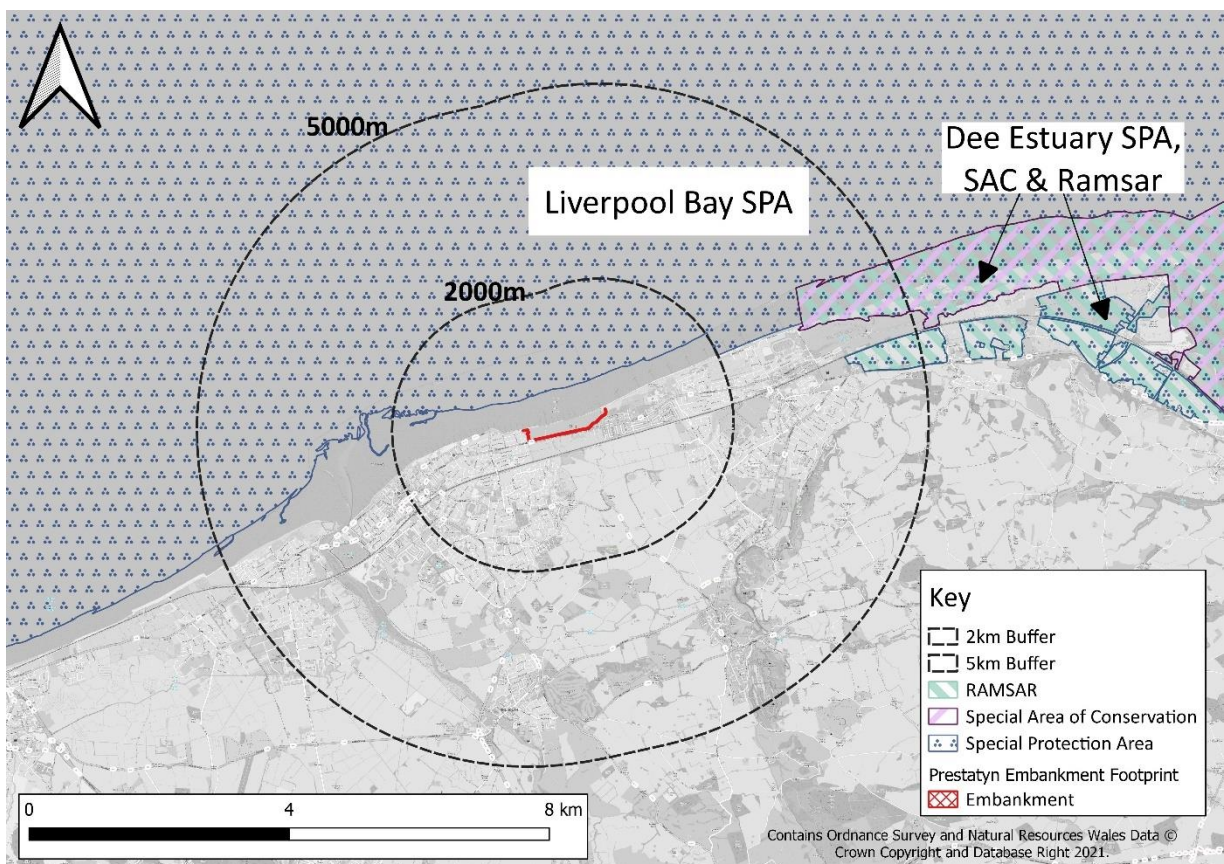 5000m
Dee Estuary SPA,
SAC & Ramsar
Liverpool Bay SPA
2000m
Key
2km Buffer
5km Buffer
RAMSAR
Special Area of Conservation
Special Protection Area
Prestatyn Embankment Footprint
Embankment
0 4 8 km
Contains Ordnance Survey and Natural Resources Wales Data ©
Crown Copyright and Database Right 2021.